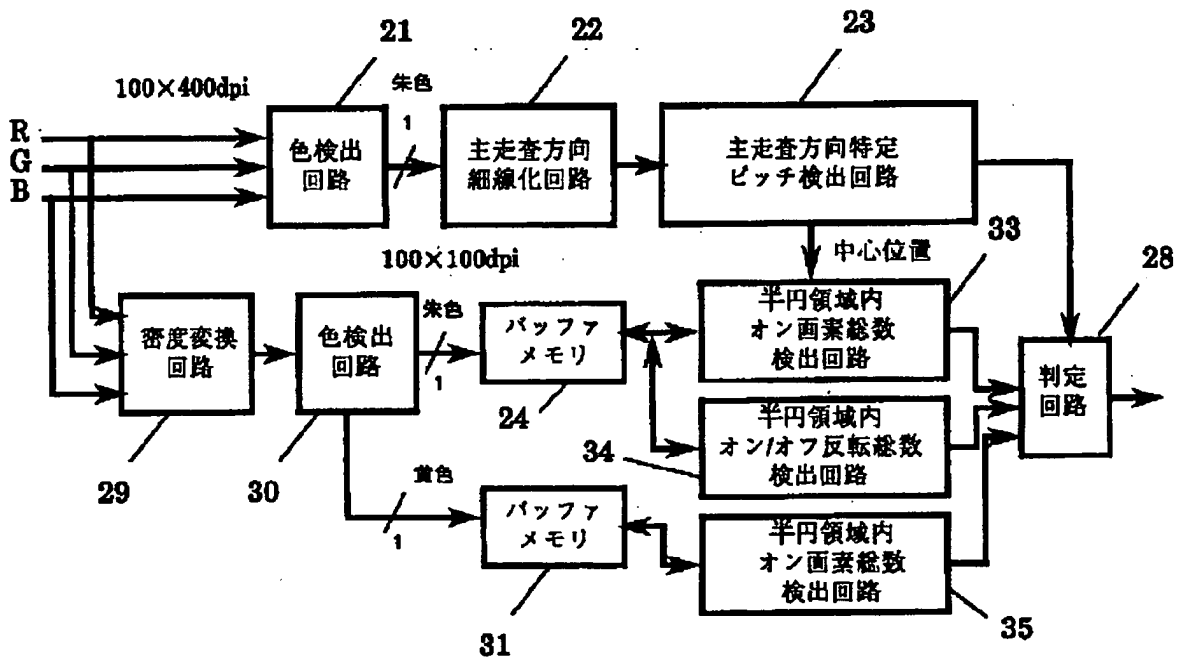 21
22
23
100×400dpi
朱色
1
R
G
B
色検出
回路
主走査方向
細線化回路
主走査方向特定
ピッチ検出回路
中心位置
33
28
100×100dpi
密度変換
回路
色検出
回路
朱色
1
バッファ
メモリ
半円領域内
オン画素総数
検出回路
判定
回路
24
半円領域内
オン/オフ反転総数
検出回路
34
29
30
黄色
1
バッファ
メモリ
半円領域内
オン画素総数
検出回路
31
35